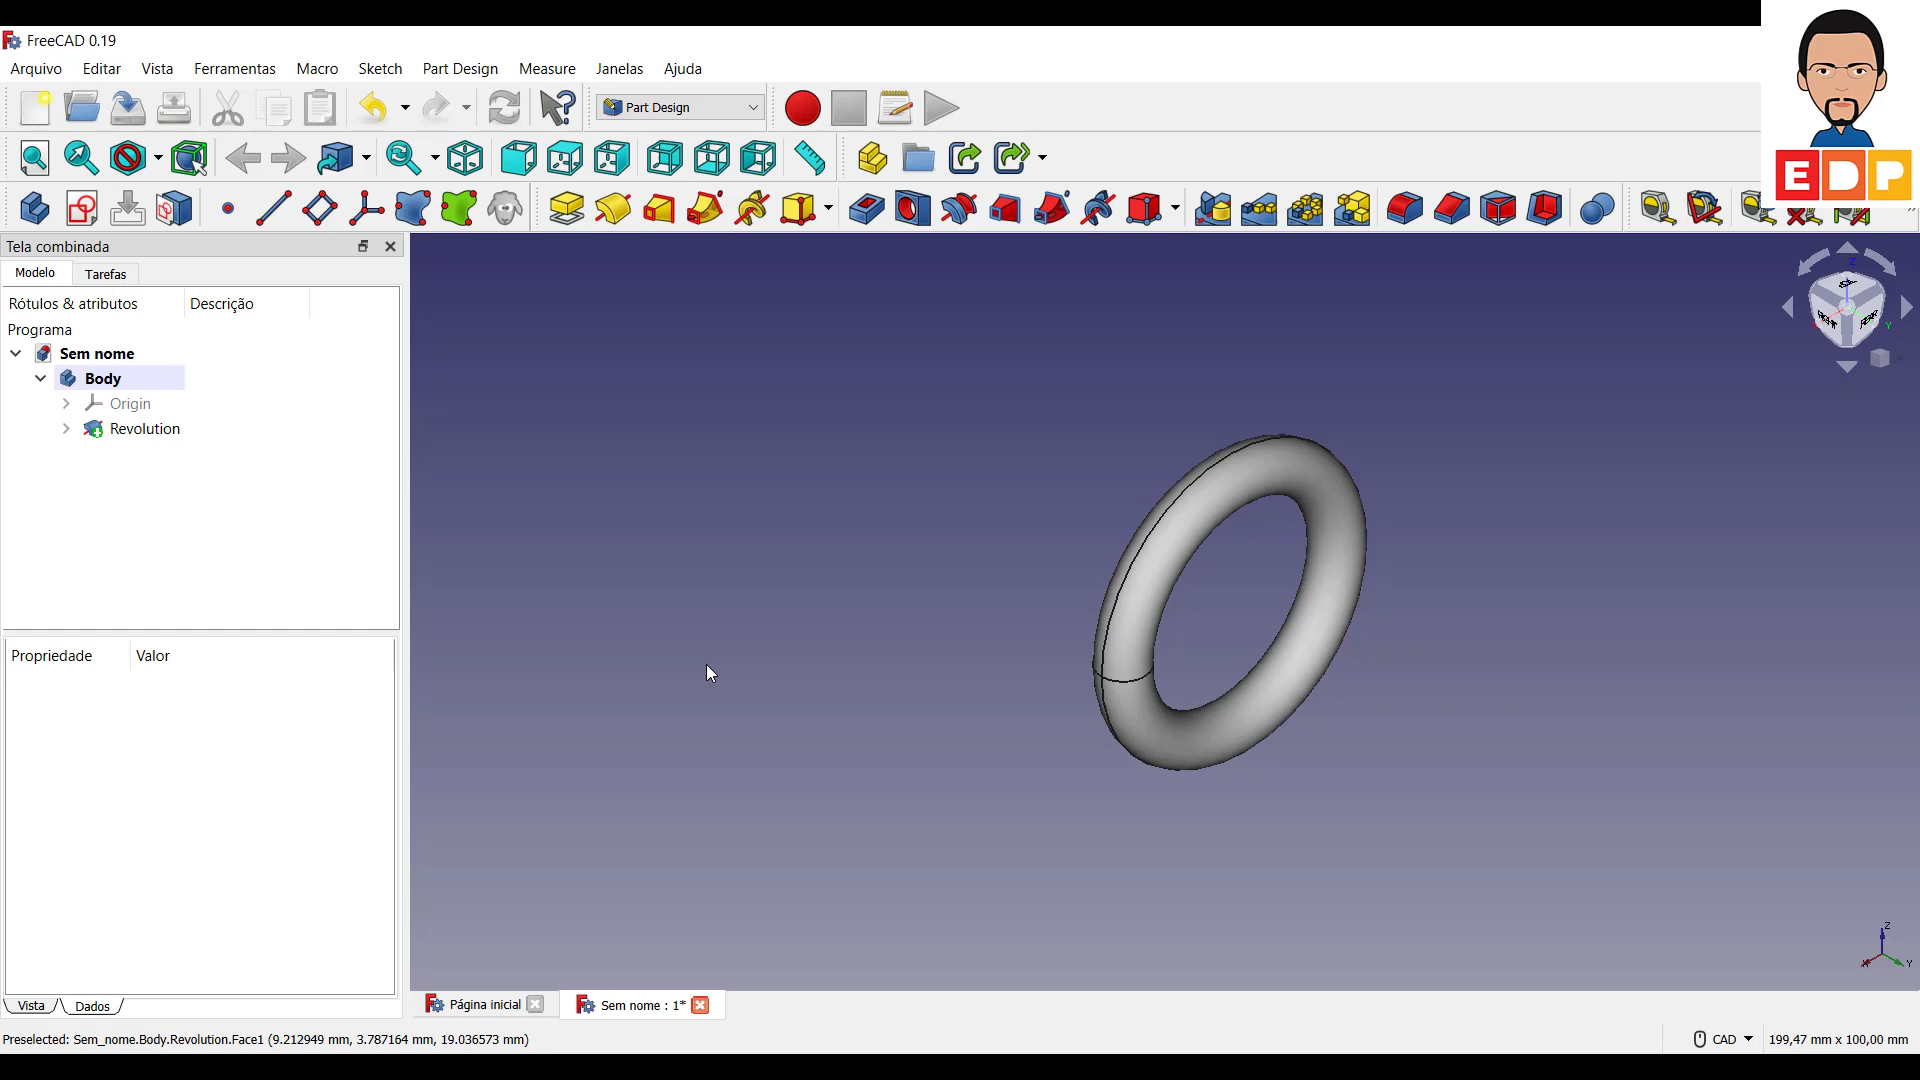 FreeCAD 0.19
Arquivo Editar Vista Ferramentas Macro Sketch Part Design Measure Janelas Ajuda
Part Design
EDP
Tela combinada
Modelo Tarefas
Rótulos & atributos Descrição
Programa
Sem nome
Body
Origin
Revolution
Z
Y
Propriedade Valor
Z
X Y
Vista Dados
Página inicial Sem nome : 1*
Preselected: Sem_nome.Body.Revolution.Face1 (9.212949 mm, 3.787164 mm, 19.036573 mm) CAD 199,47 mm x 100,00 mm